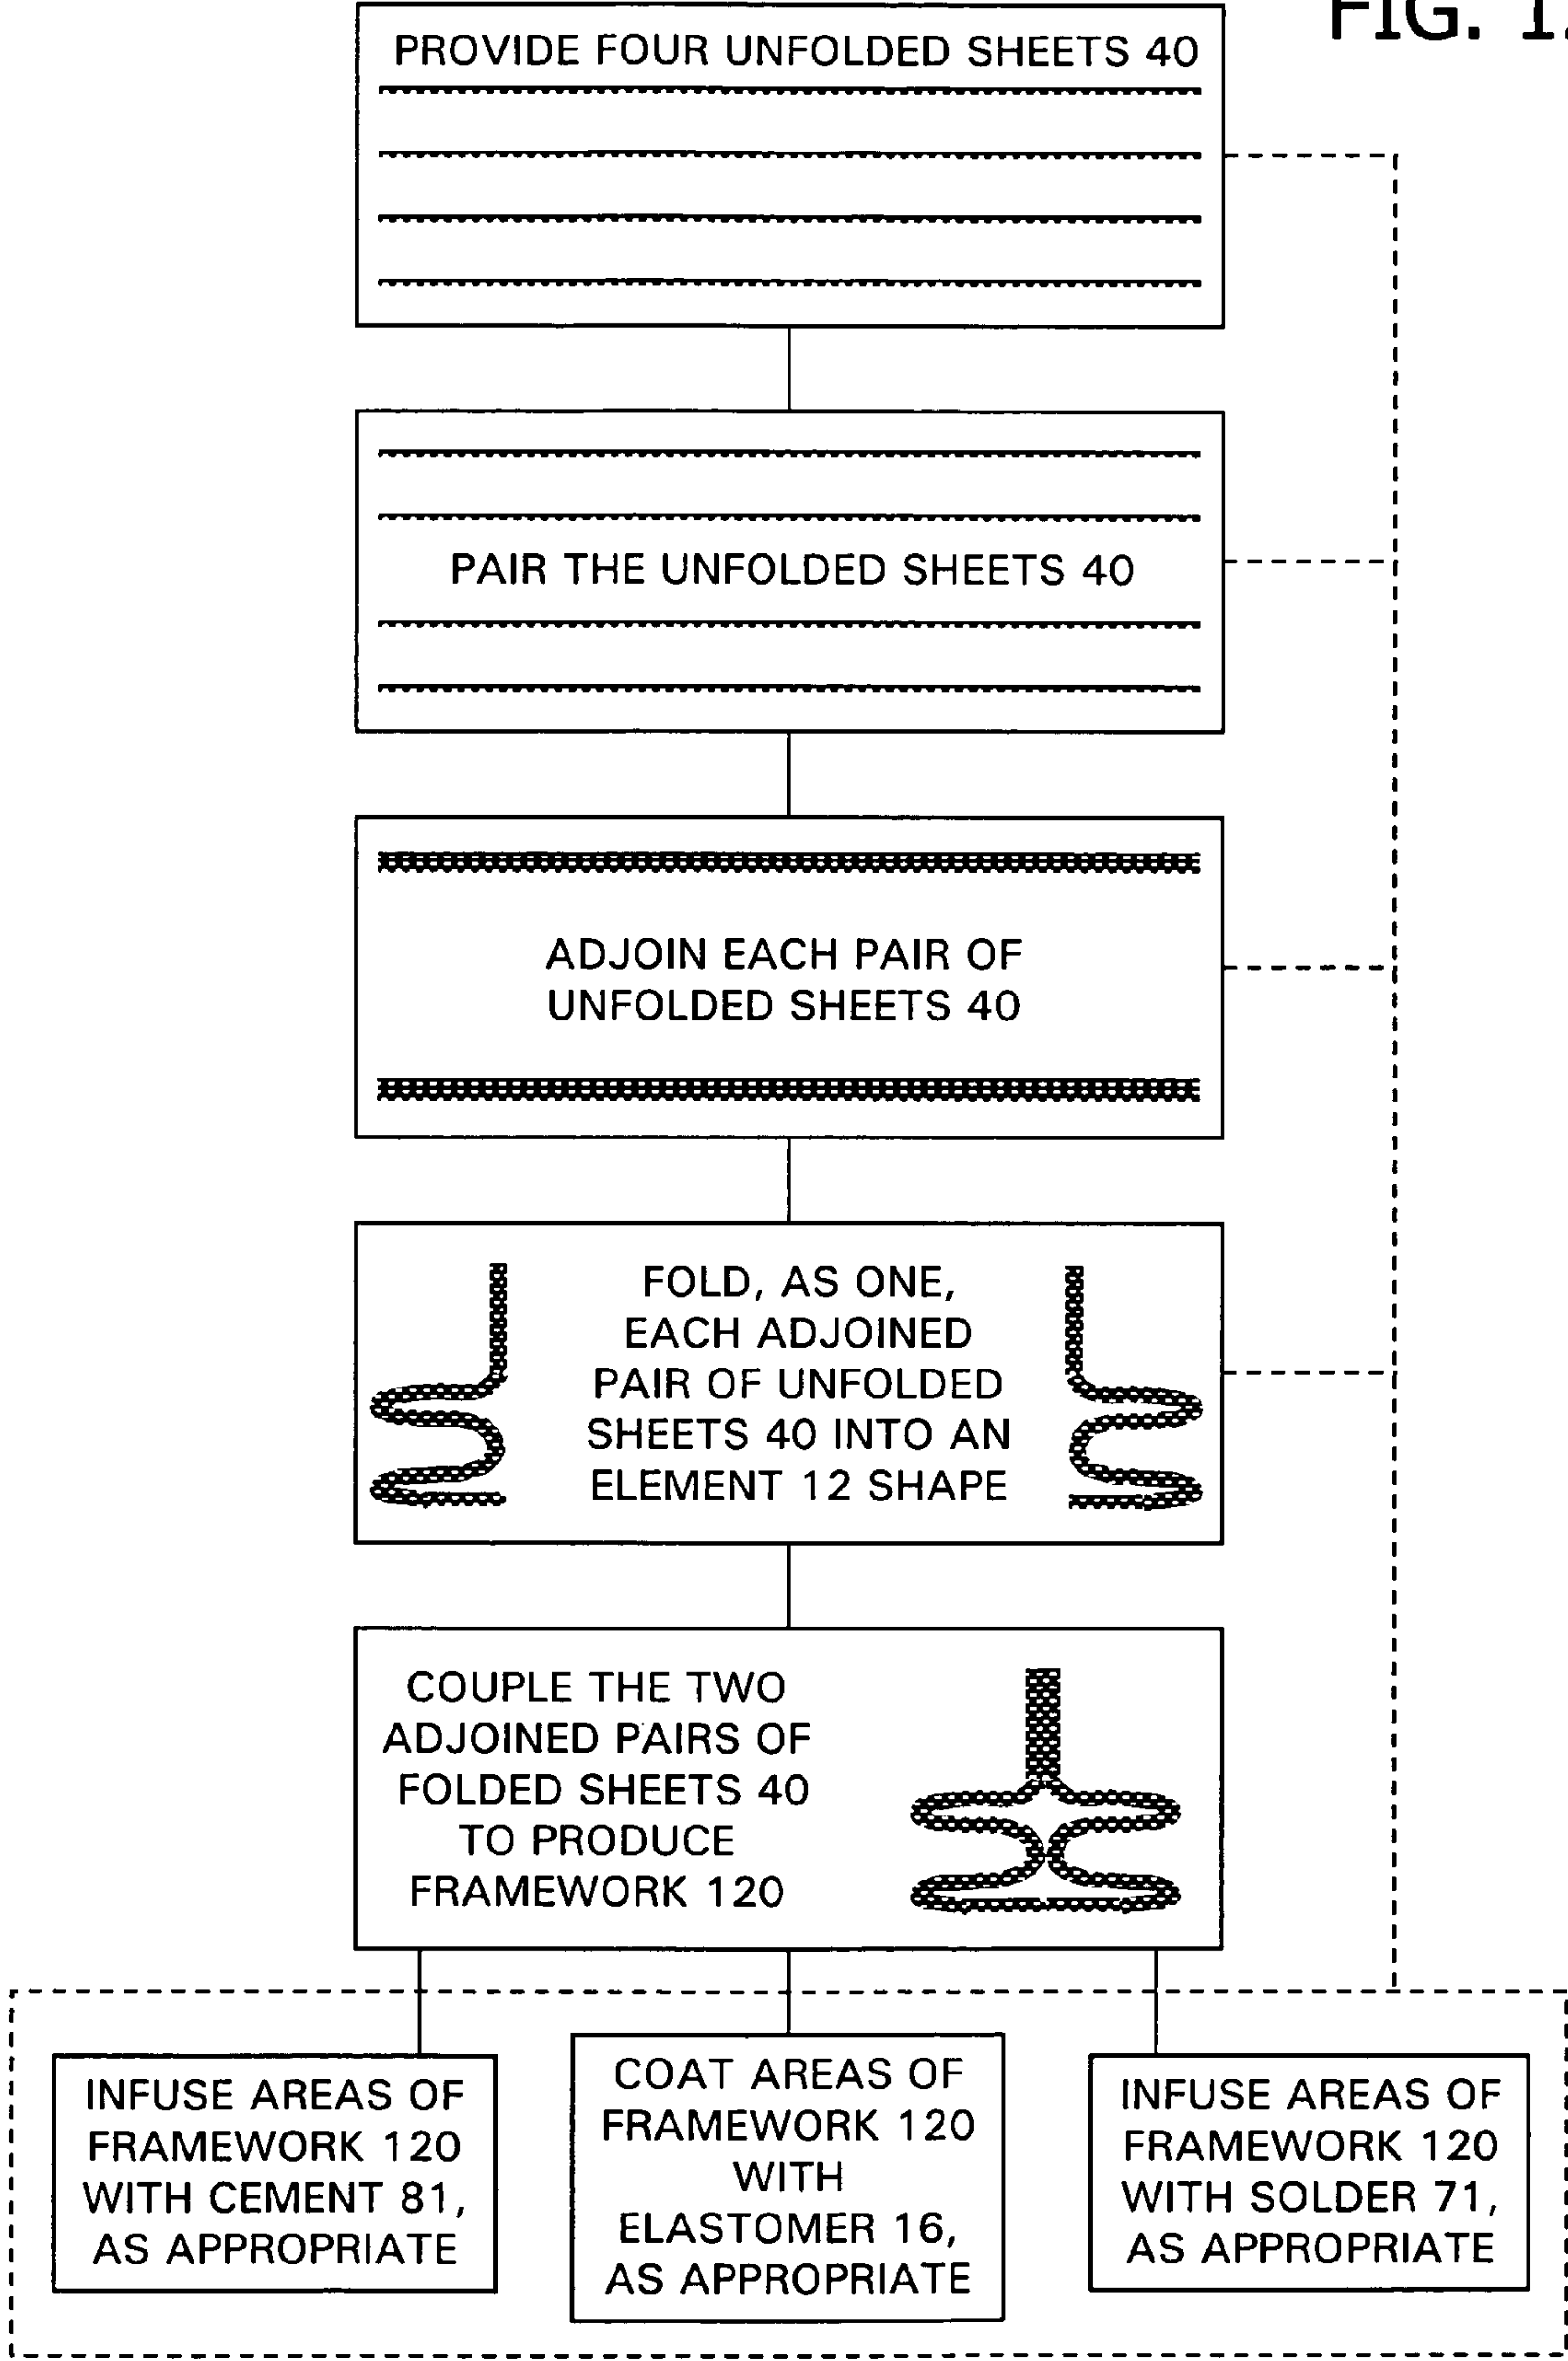 FIG.
PROVIDE FOUR UNFOLDED SHEETS 40
PAIR THE UNFOLDED SHEETS 40
ADJOIN EACH PAIR OF
UNFOLDED SHEETS 40
FOLD, AS ONE,
EACH ADJOINED
PAIR OF UNFOLDED
SHEETS 40 INTO AN
ELEMENT 12 SHAPE
COUPLE THE TWO
ADJOINED PAIRS OF
FOLDED SHEETS 40
TO PRODUCE
FRAMEWORK 120
INFUSE AREAS OF
FRAMEWORK 120
WITH CEMENT 81,
AS APPROPRIATE
COAT AREAS OF
FRAMEWORK 120
WITH
ELASTOMER 16,
AS APPROPRIATE
INFUSE AREAS OF
FRAMEWORK 120
WITH SOLDER 71,
AS APPROPRIATE